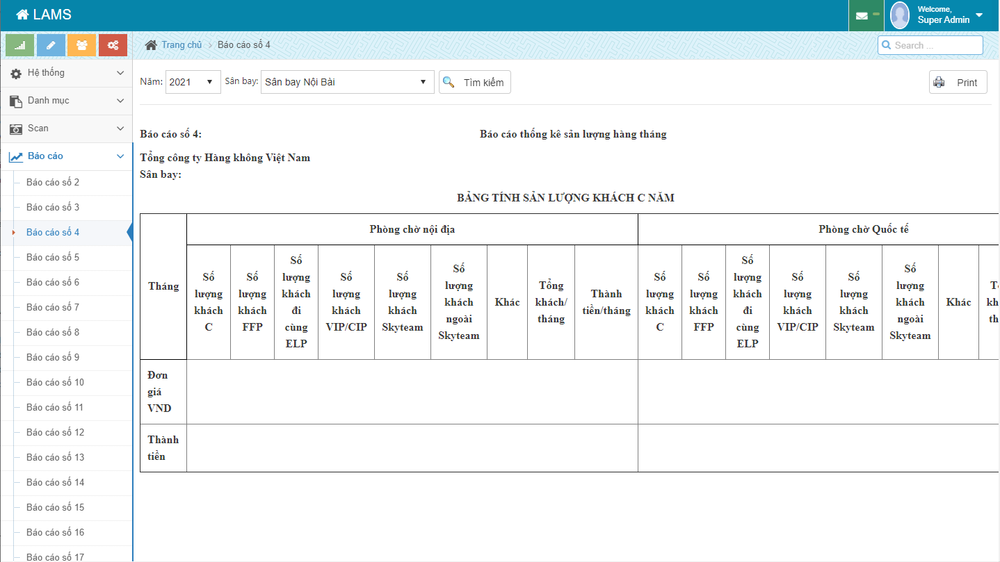 LAMS
Welcome,
Super Admin
Trang chủ
Báo cáo số 4
Search ...
Hệ thống
Danh mục
Scan
Báo cáo
Báo cáo số 2
Báo cáo số 3
Báo cáo số 4
Báo cáo số 5
Báo cáo số 6
Báo cáo số 7
Báo cáo số 8
Báo cáo số 9
Báo cáo số 10
Báo cáo số 11
Báo cáo số 12
Báo cáo số 13
Báo cáo số 14
Báo cáo số 15
Báo cáo số 16
Báo cáo số 17
Năm: 2021 Sân bay: Sân bay Nội Bài Tìm kiếm Print
Báo cáo số 4: Báo cáo thống kê sản lượng hàng tháng
Tổng công ty Hàng không Việt Nam
Sân bay:
BẢNG TÍNH SẢN LƯỢNG KHÁCH C NĂM
Tháng
Phòng chờ nội địa
Phòng chờ Quốc tế
Số
lượng
khách
C
Số
lượng
khách
FFP
Số
lượng
khách
đi
cùng
ELP
Số
lượng
khách
VIP/CIP
Số
lượng
khách
Skyteam
Số
lượng
khách
ngoài
Skyteam
Khác
Tổng
khách/
tháng
Thành
tiền/tháng
Số
lượng
khách
C
Số
lượng
khách
FFP
Số
lượng
khách
đi
cùng
ELP
Số
lượng
khách
VIP/CIP
Số
lượng
khách
Skyteam
Số
lượng
khách
ngoài
Skyteam
Khác
Đơn
giá
VND
Thành
tiền